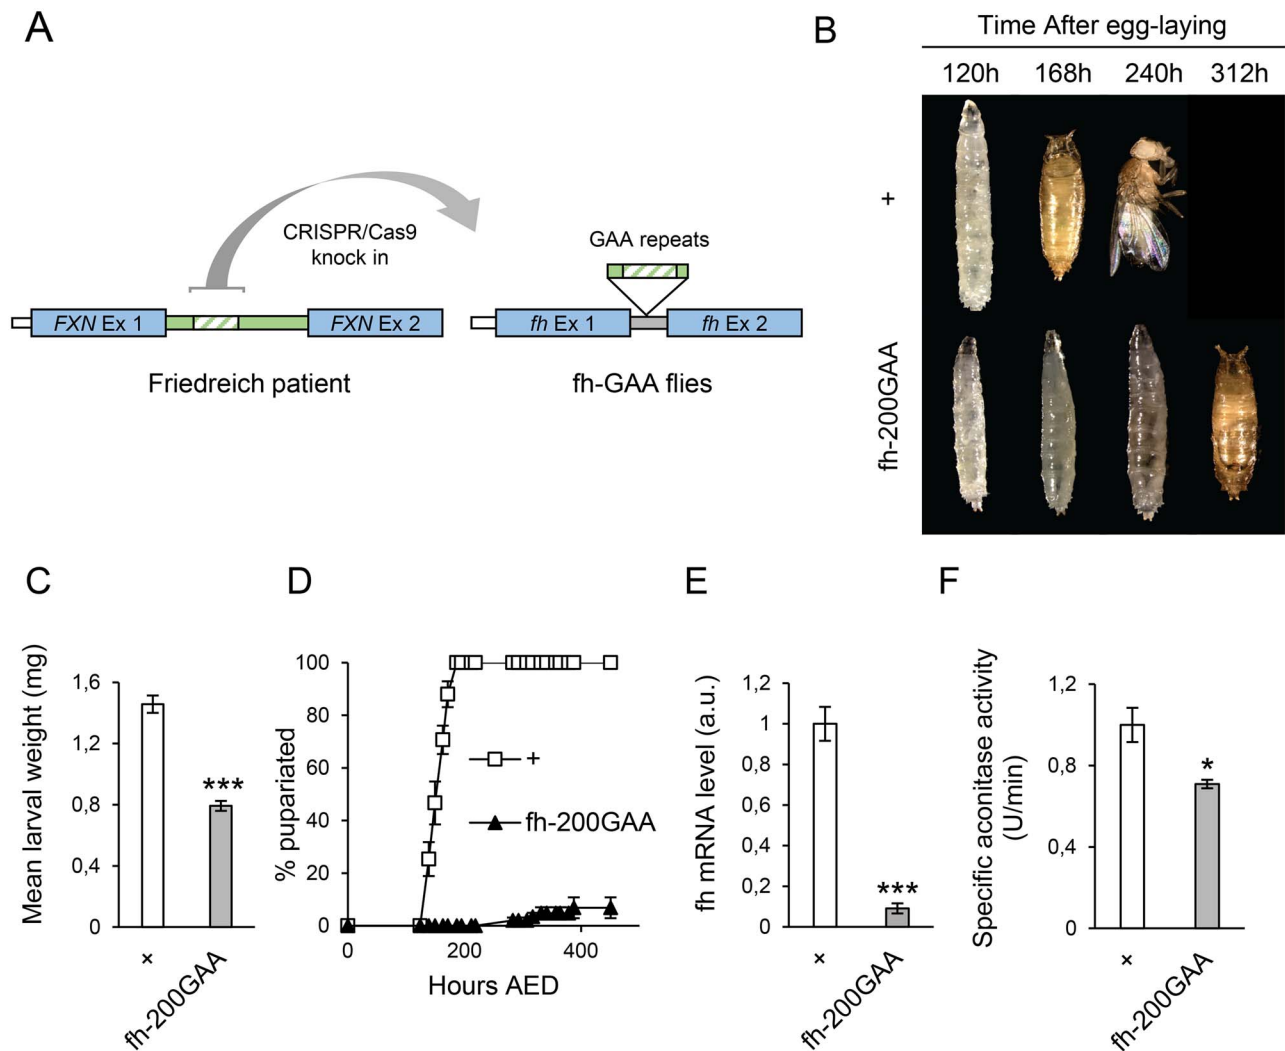 A
CRISPR/Cas9
knock in
GAA repeats
FXN Ex 1
FXN Ex 2
fh Ex 1
fh Ex 2
Friedreich patient
fh-GAA flies
B
Time After egg-laying
120h
168h
240h
312h
+
fh-200GAA
C
Mean larval weight (mg)
1,6
1,2
0,8
0,4
0
***
+
fh-200GAA
D
% pupariated
100
80
60
40
20
0
+
fh-200GAA
0
200
400
Hours AED
E
fh mRNA level (a.u.)
1,2
1
0,8
0,6
0,4
0,2
0
***
+
fh-200GAA
F
Specific aconitase activity
(U/min)
1,2
0,8
0,4
0
*
+
fh-200GAA